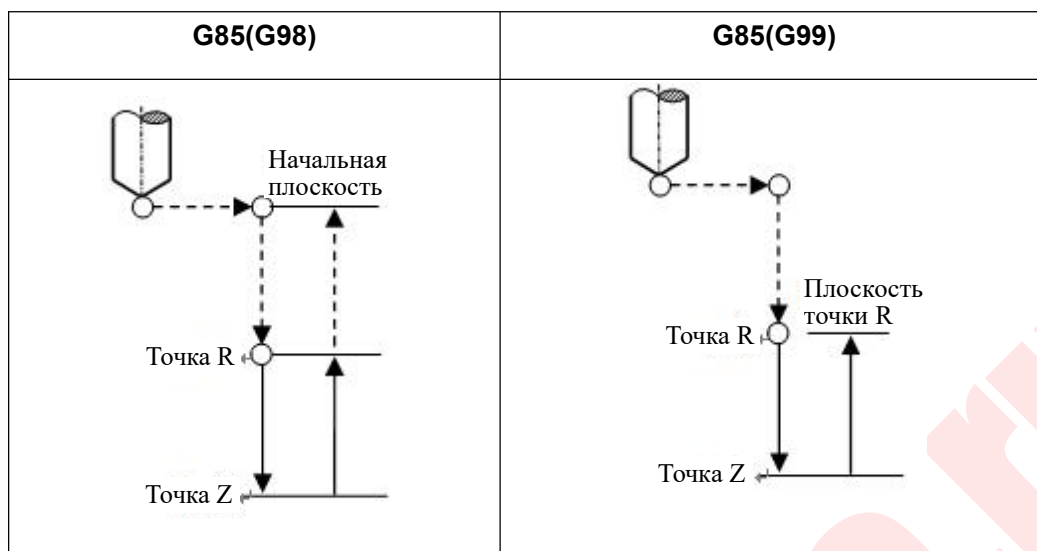 G85(G98)
G85(G99)
Начальная
плоскость
Точка R
Точка Z
Плоскость
точки R
Точка R
Точка Z